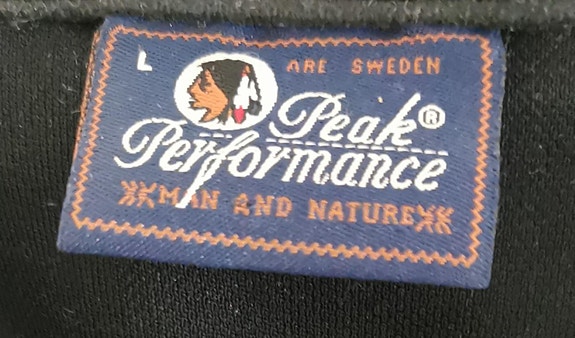 L ARE SWEDEN
Peak®
Performance
MAN AND NATURE